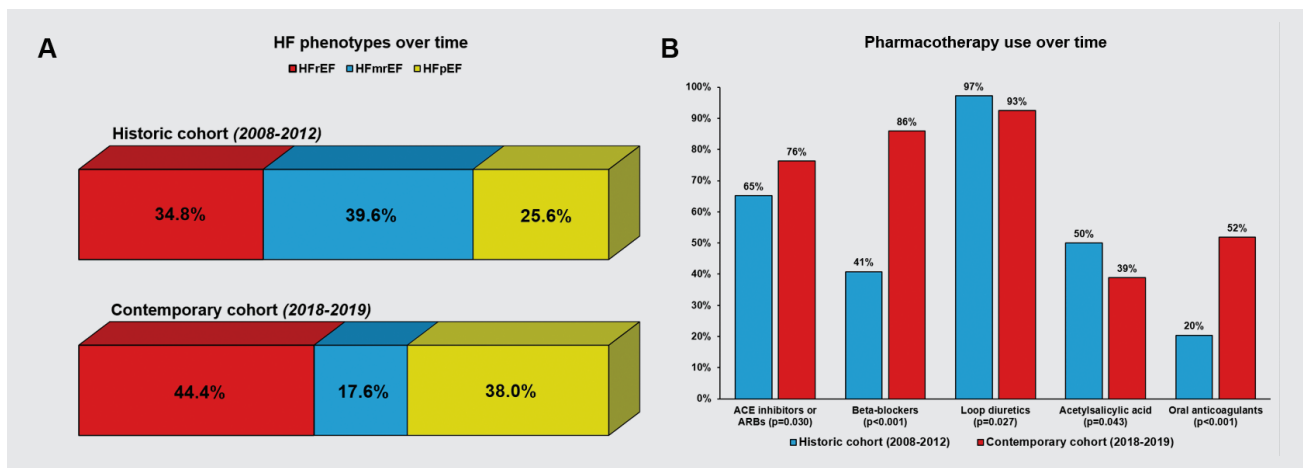 A
HF phenotypes over time
HFrEF HFmrEF HFpEF
Historic cohort (2008-2012)
34.8% 39.6% 25.6%
Contemporary cohort (2018-2019)
44.4% 17.6% 38.0%
B
Pharmacotherapy use over time
100%
90%
80%
70%
60%
50%
40%
30%
20%
10%
0%
65% 76% 41% 86% 97% 93% 50% 39% 20% 52%
ACE inhibitors or Beta-blockers Loop diuretics Acetylsalicylic acid Oral anticoagulants
ARBs (p=0.030) (p<0.001) (p=0.027) (p=0.043) (p<0.001)
Historic cohort (2008-2012) Contemporary cohort (2018-2019)